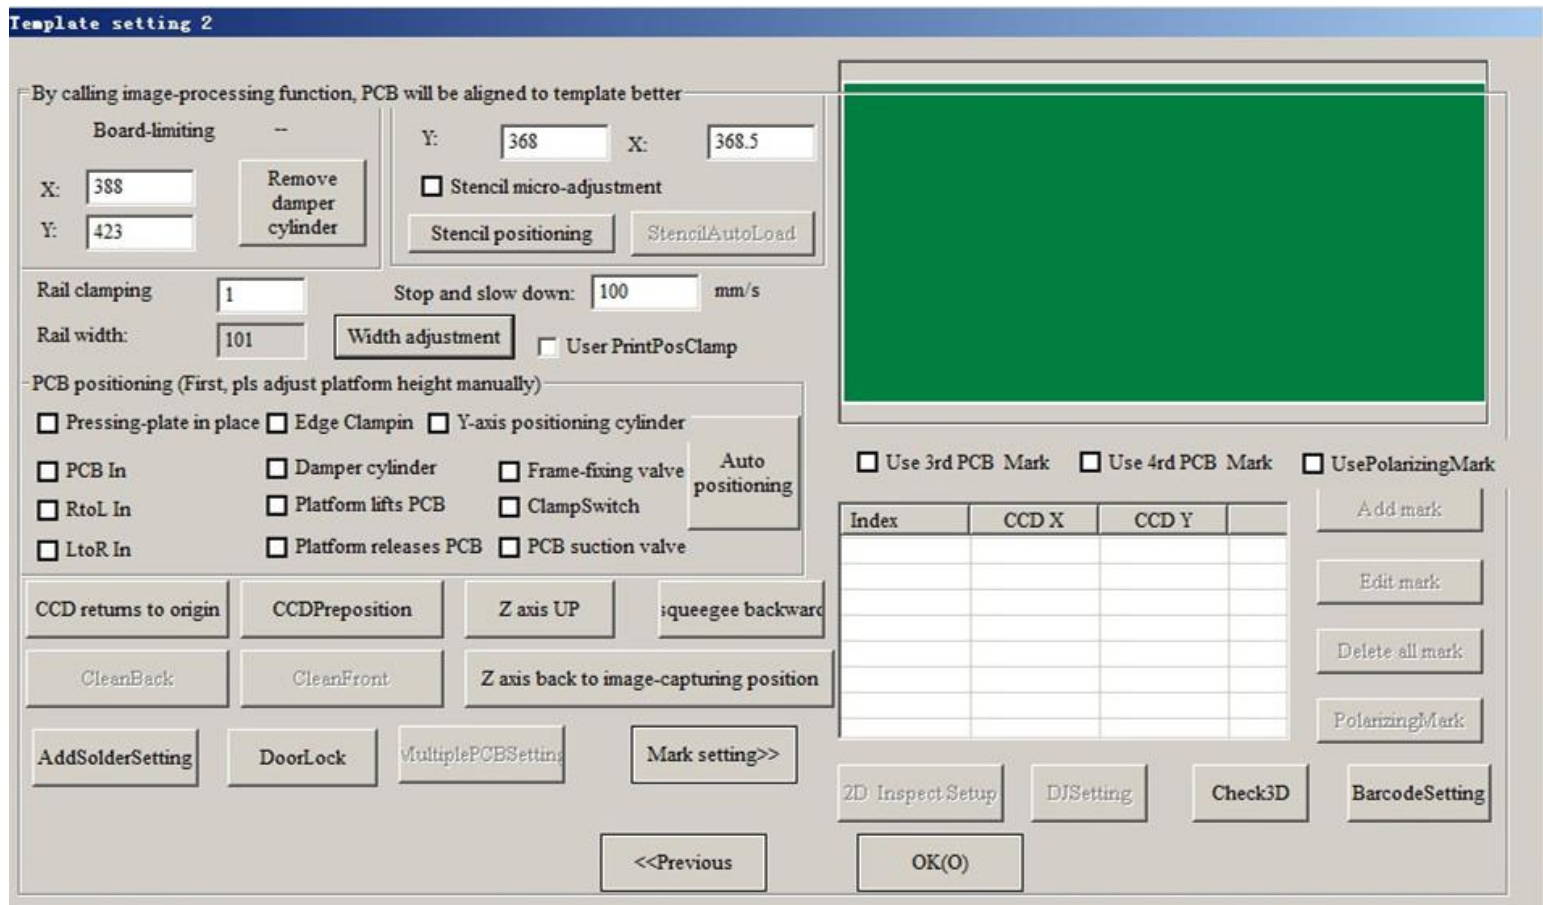 Template setting 2
By calling image-processing function, PCB will be aligned to template better
Board-limiting --
X: 388
Y: 423
Remove
damper
cylinder
Y: 368 X: 368.5
Stencil micro-adjustment
Stencil positioning StencilAutoLoad
Rail clamping 1 Stop and slow down: 100 mm/s
Rail width: 101 Width adjustment User PrintPosClamp
PCB positioning (First, pls adjust platform height manually)
Pressing-plate in place Edge Clampin Y-axis positioning cylinder
PCB In Damper cylinder Frame-fixing valve
RtoL In Platform lifts PCB ClampSwitch
LtoR In Platform releases PCB PCB suction valve
Auto
positioning
CCD returns to origin CCDPreposition Z axis UP squeegee backward
CleanBack CleanFront Z axis back to image-capturing position
AddSolderSetting DoorLock MultiplePCBSetting Mark setting>>
Use 3rd PCB Mark Use 4rd PCB Mark UsePolarizingMark
Index CCD X CCD Y
Add mark
Edit mark
Delete all mark
PolarizingMark
2D Inspect Setup DJSetting Check3D BarcodeSetting
<<Previous OK(O)